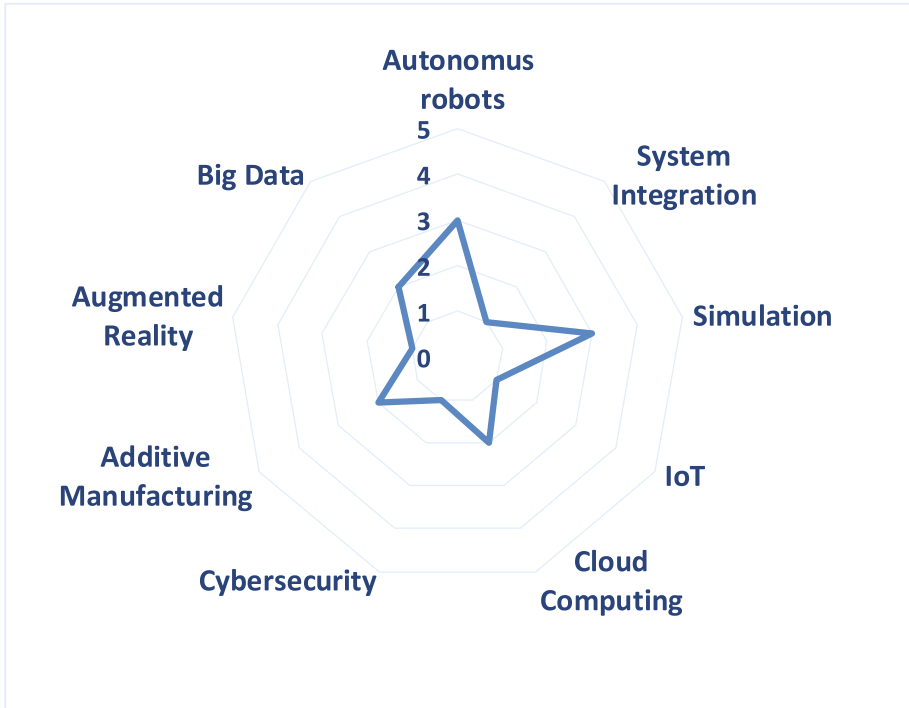 Autonomus
robots
5
4
3
2
1
0
System
Integration
Simulation
IoT
Cloud
Computing
Cybersecurity
Additive
Manufacturing
Augmented
Reality
Big Data